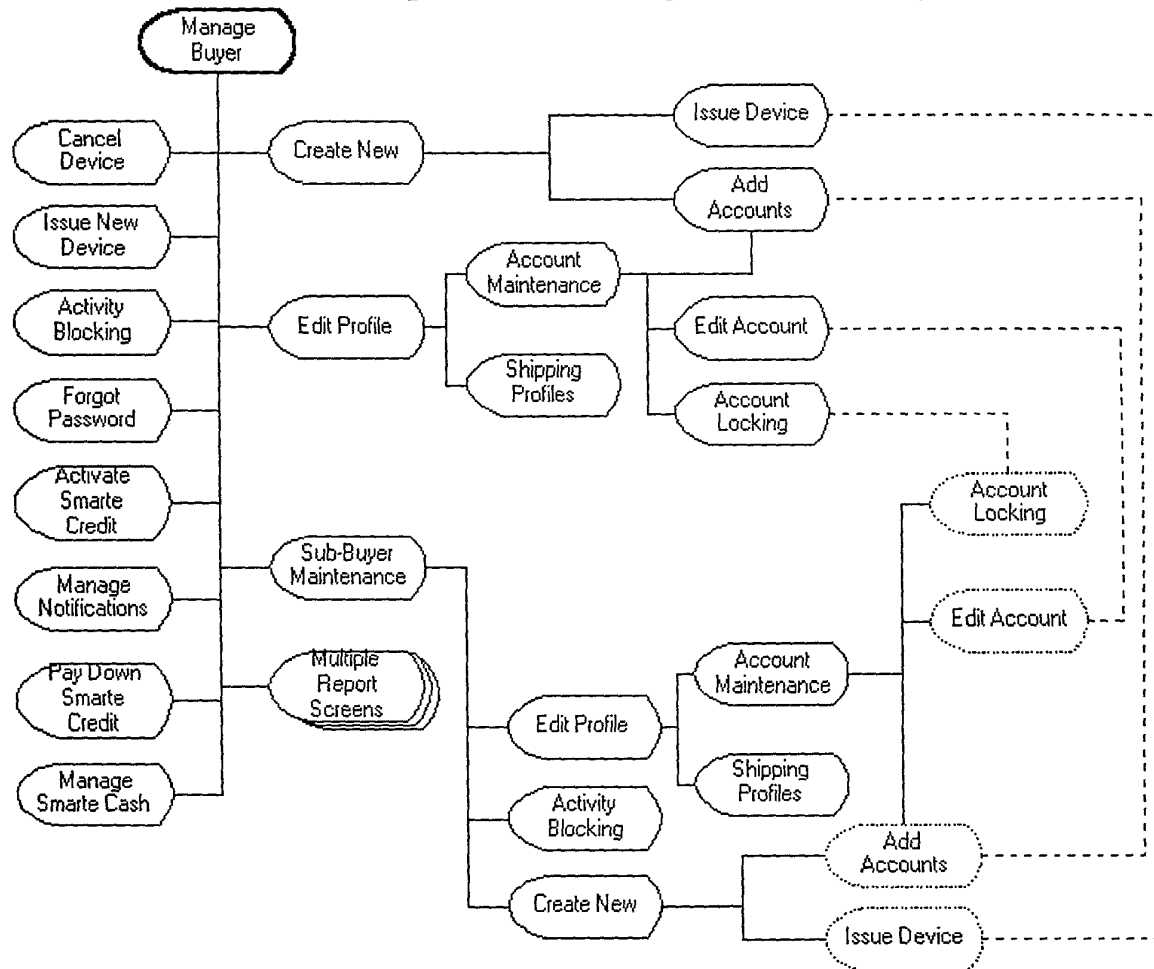 Manage
Buyer
Cancel
Device
Create New
Issue Device
Add
Accounts
Issue New
Device
Account
Maintenance
Activity
Blocking
Edit Profile
Edit Account
Shipping
Profiles
Forgot
Password
Account
Locking
Activate
Smarte
Credit
Account
Locking
Sub-Buyer
Maintenance
Manage
Notifications
Edit Account
Pay Down
Smarte
Credit
Multiple
Report
Screens
Account
Maintenance
Edit Profile
Manage
Smarte Cash
Shipping
Profiles
Activity
Blocking
Add
Accounts
Create New
Issue Device